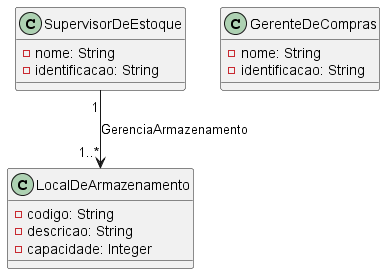 C SupervisorDeEstoque
nome: String
identificacao: String
C GerenteDeCompras
nome: String
identificacao: String
1
GerenciaArmazenamento
1..*
C LocalDeArmazenamento
codigo: String
descricao: String
capacidade: Integer